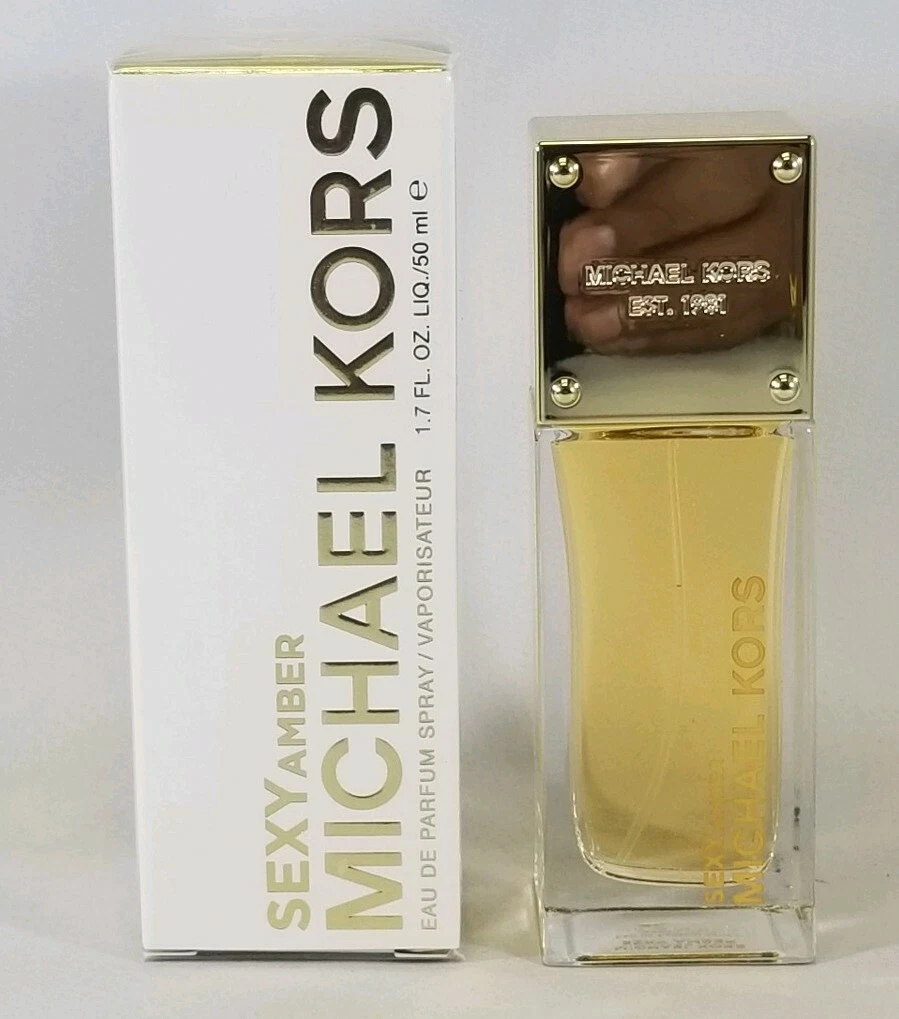 SEXY AMBER
MICHAEL KORS
EAU DE PARFUM SPRAY / VAPORISATEUR 1.7 FL. OZ. LIQ./50 ml ℮
MICHAEL KORS
EST. 1981
SEXY AMBER
MICHAEL KORS